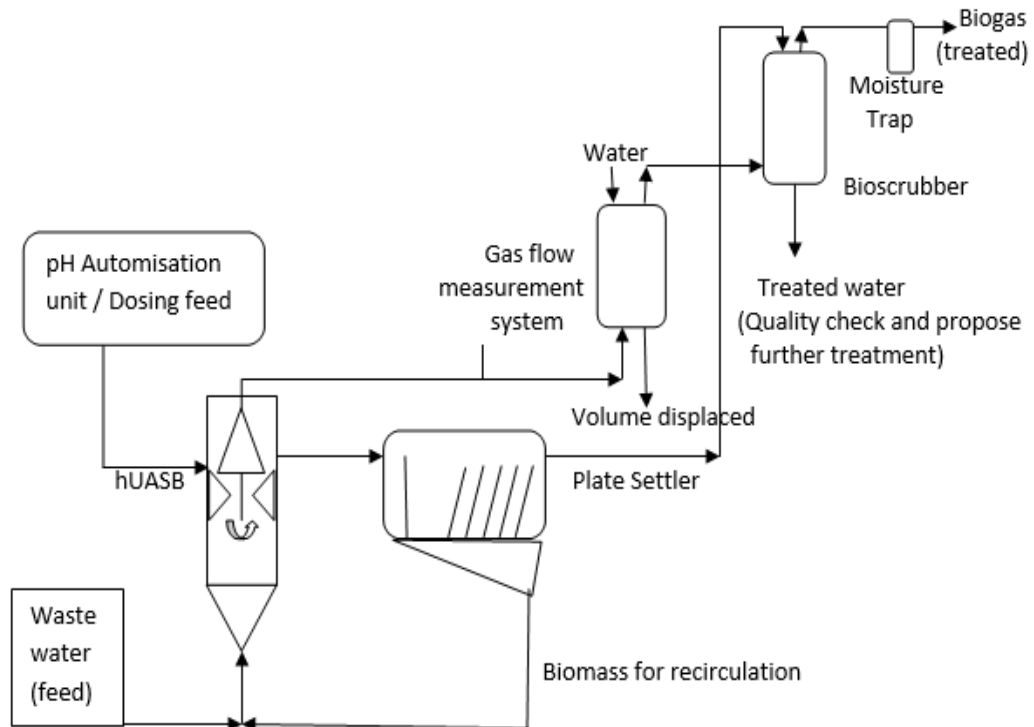 Biogas
(treated)
Moisture
Trap
Water
Bioscrubber
pH Automisation
unit / Dosing feed
Gas flow
measurement
system
Treated water
(Quality check and propose
further treatment)
Volume displaced
hUASB
Plate Settler
Waste
water
(feed)
Biomass for recirculation